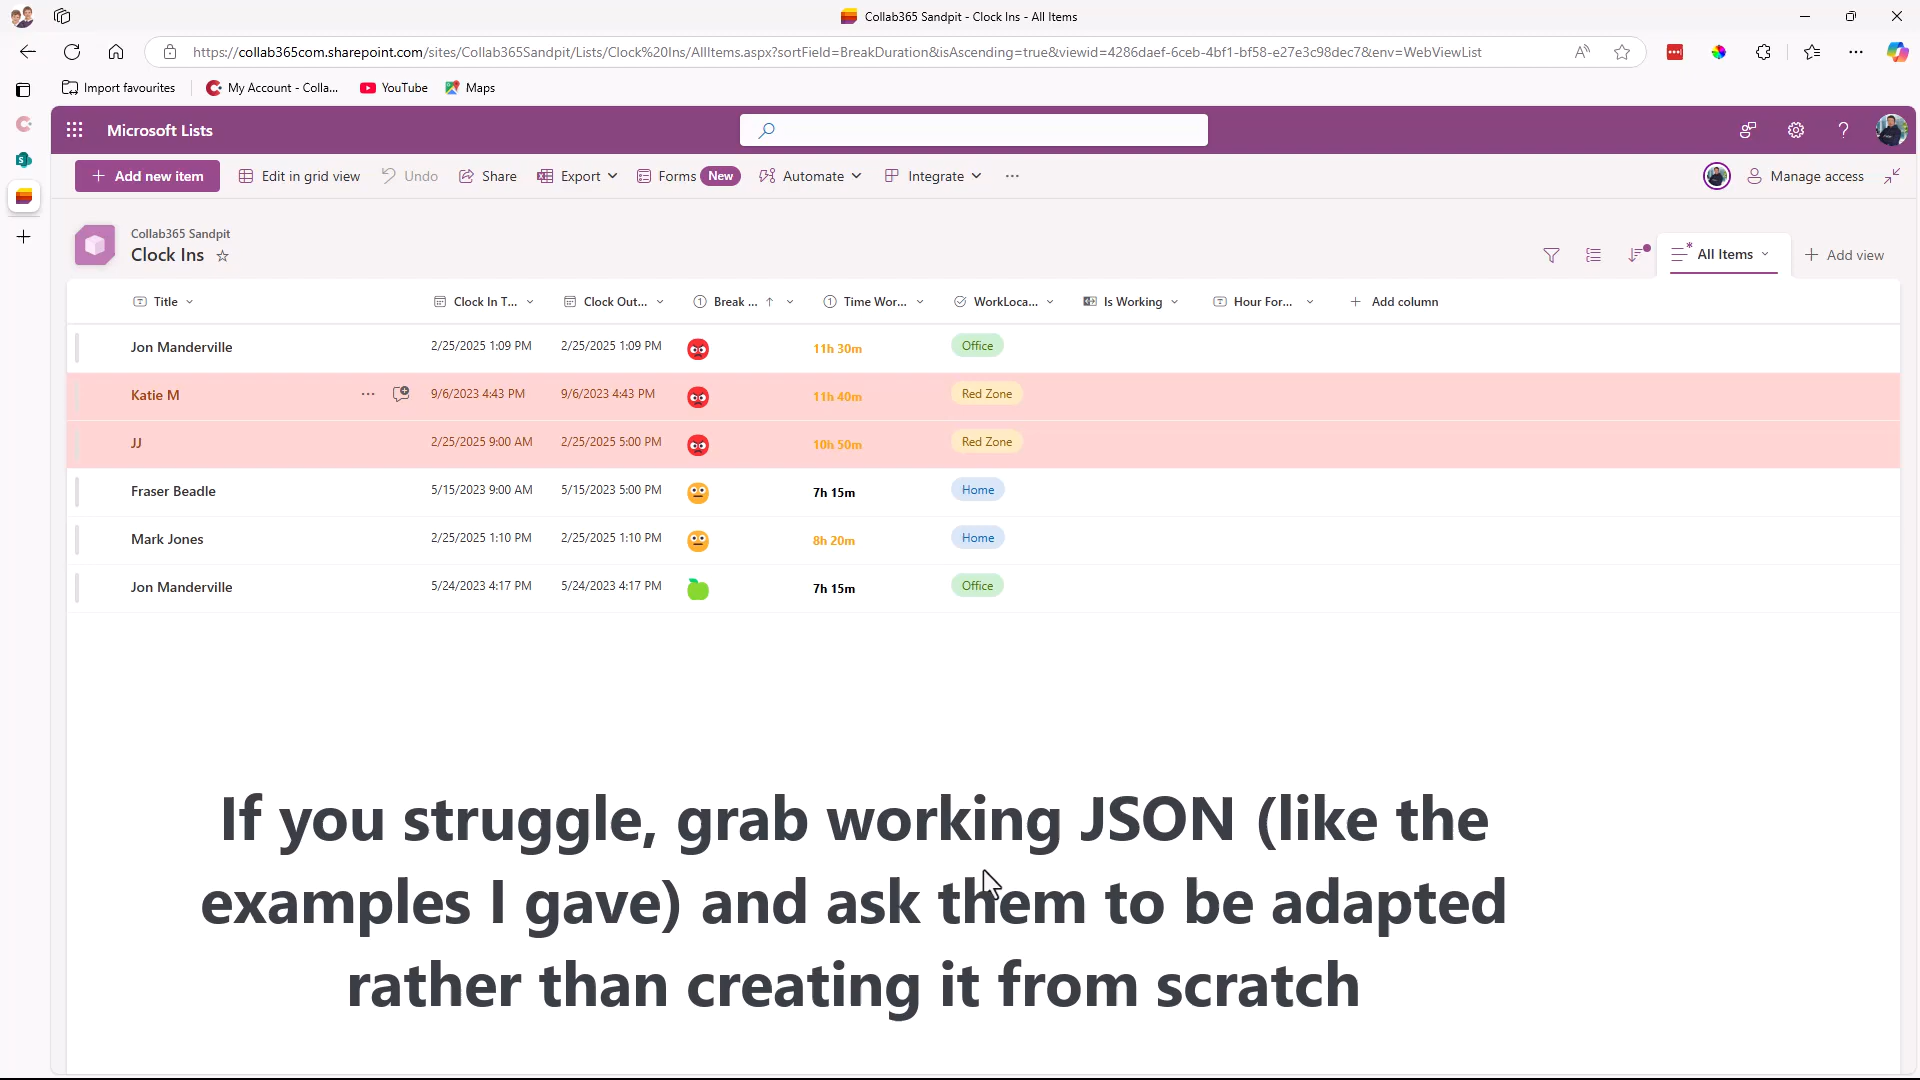 Collab365 Sandpit - Clock Ins - All Items
https://collab365com.sharepoint.com/sites/Collab365Sandpit/Lists/Clock%20Ins/AllItems.aspx?sortField=BreakDuration&isAscending=true&viewid=4286daef-6ceb-4bf1-bf58-e27e3c98dec7&env=WebViewList
Import favourites My Account - Colla... YouTube Maps
Microsoft Lists
Add new item Edit in grid view Undo Share Export Forms New Automate Integrate ... Manage access
Collab365 Sandpit
Clock Ins
All Items Add view
Title Clock In T... Clock Out... Break ... Time Wor... WorkLoca... Is Working Hour For... Add column
Jon Manderville 2/25/2025 1:09 PM 2/25/2025 1:09 PM 11h 30m Office
Katie M 9/6/2023 4:43 PM 9/6/2023 4:43 PM 11h 40m Red Zone
JJ 2/25/2025 9:00 AM 2/25/2025 5:00 PM 10h 50m Red Zone
Fraser Beadle 5/15/2023 9:00 AM 5/15/2023 5:00 PM 7h 15m Home
Mark Jones 2/25/2025 1:10 PM 2/25/2025 1:10 PM 8h 20m Home
Jon Manderville 5/24/2023 4:17 PM 5/24/2023 4:17 PM 7h 15m Office
If you struggle, grab working JSON (like the
examples I gave) and ask them to be adapted
rather than creating it from scratch